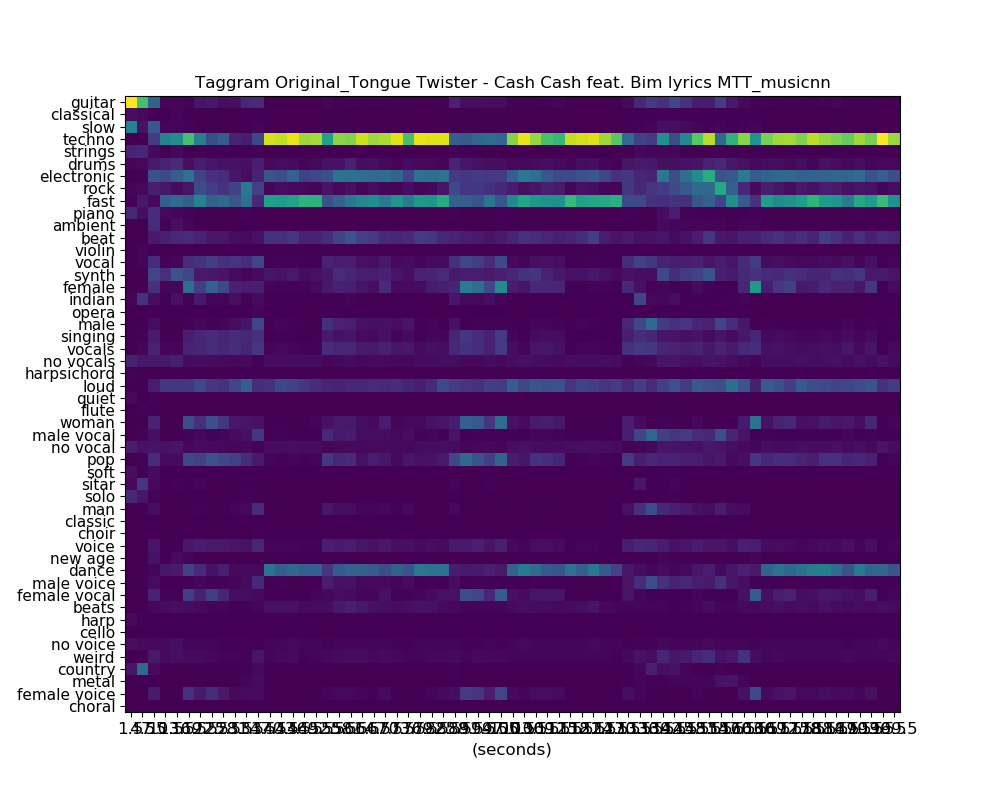 Taggram Original_Tongue Twister - Cash Cash feat. Bim lyrics MTT_musicnn
guitar
classical
slow
techno
strings
drums
electronic
rock
fast
piano
ambient
beat
violin
vocal
synth
female
indian
opera
male
singing
vocals
no vocals
harpsichord
loud
quiet
flute
woman
male vocal
no vocal
pop
soft
sitar
solo
man
classic
choir
voice
new age
dance
male voice
female vocal
beats
harp
cello
no voice
weird
country
metal
female voice
choral
(seconds)